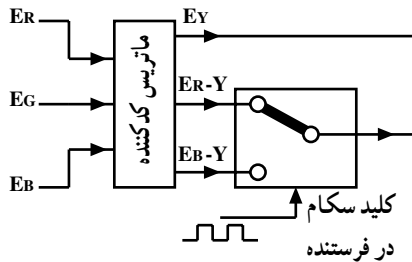 ER
EY
EG
ER-Y
EB-Y
EB
ماتریس کدکننده
کلید سکام
در فرستنده